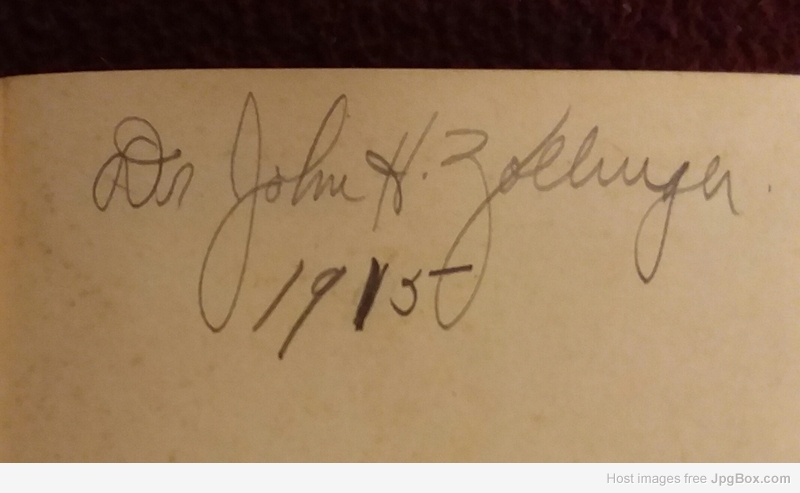 Dr John H. Zollinger
1915
Host images free JpgBox.com